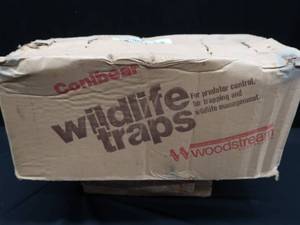 Conibear
wildlife
traps
for predator control,
fur trapping and
wildlife management.
woodstream